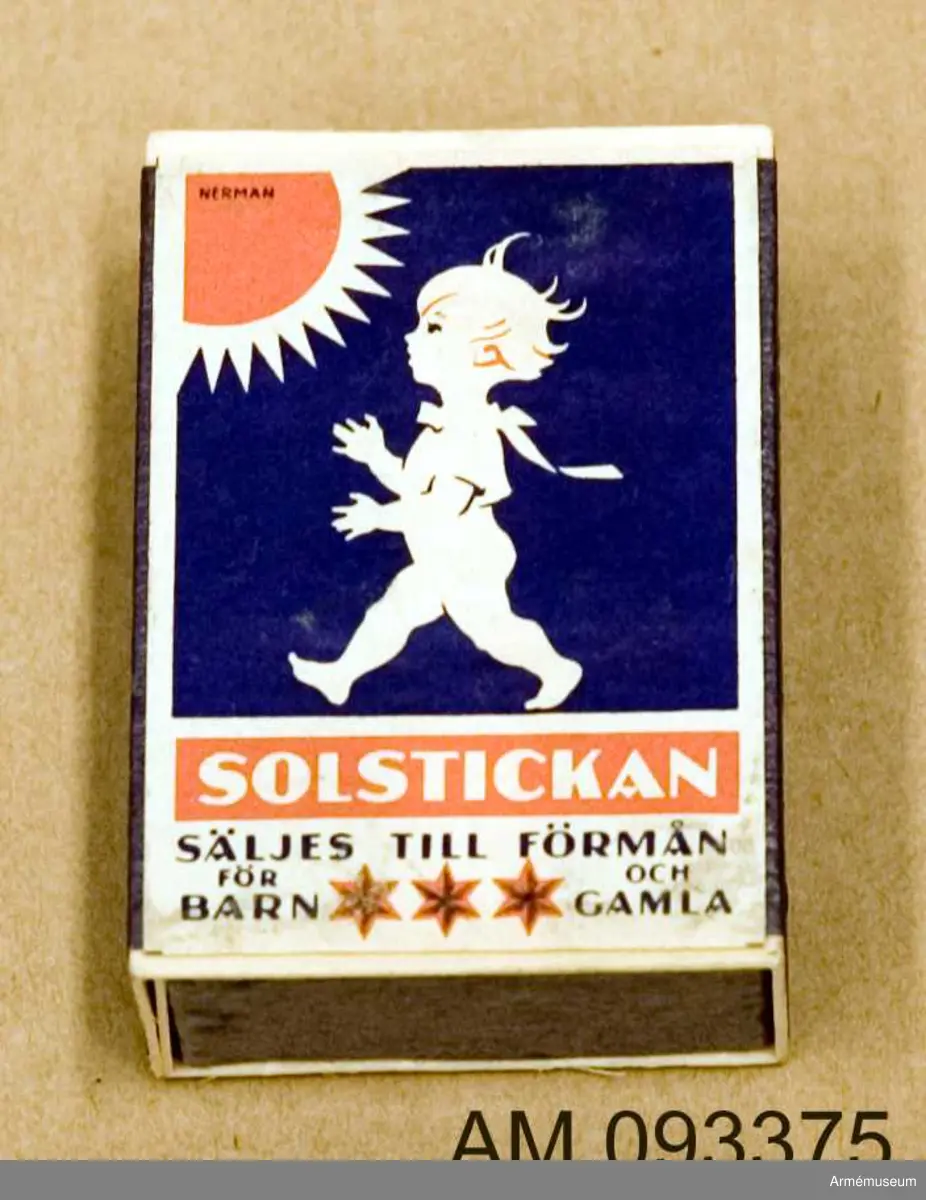 NERMAN
SOLSTICKAN
SÄLJES TILL FÖRMÅN
FÖR OCH
BARN GAMLA
AM 093375
Armémuseum